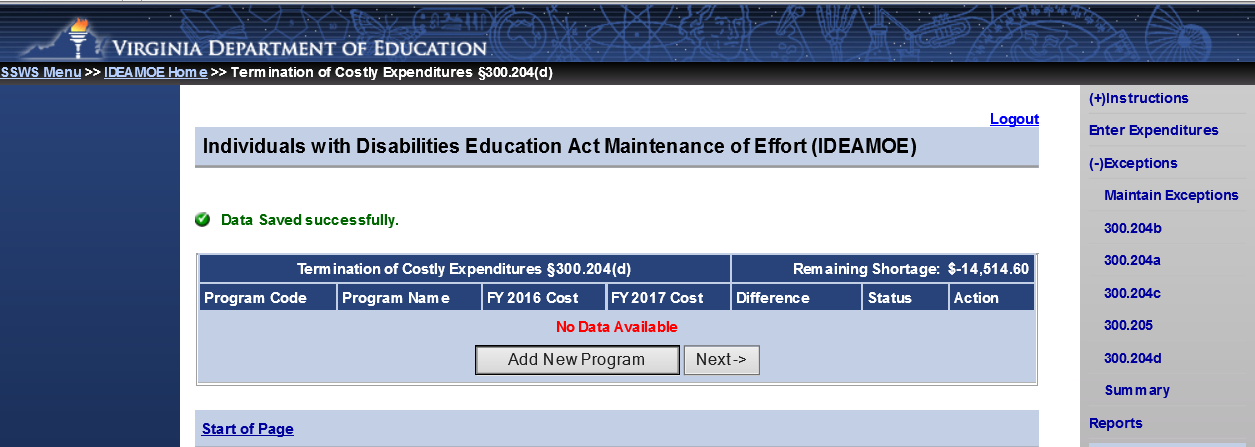 VIRGINIA DEPARTMENT OF EDUCATION
SSWS Menu >> IDEAMOE Home >> Termination of Costly Expenditures §300.204(d)
Logout
Individuals with Disabilities Education Act Maintenance of Effort (IDEAMOE)
Data Saved successfully.
Termination of Costly Expenditures §300.204(d) Remaining Shortage: $-14,514.60
Program Code Program Name FY 2016 Cost FY 2017 Cost Difference Status Action
No Data Available
Add New Program Next->
Start of Page
(+)Instructions
Enter Expenditures
(-)Exceptions
Maintain Exceptions
300.204b
300.204a
300.204c
300.205
300.204d
Summary
Reports